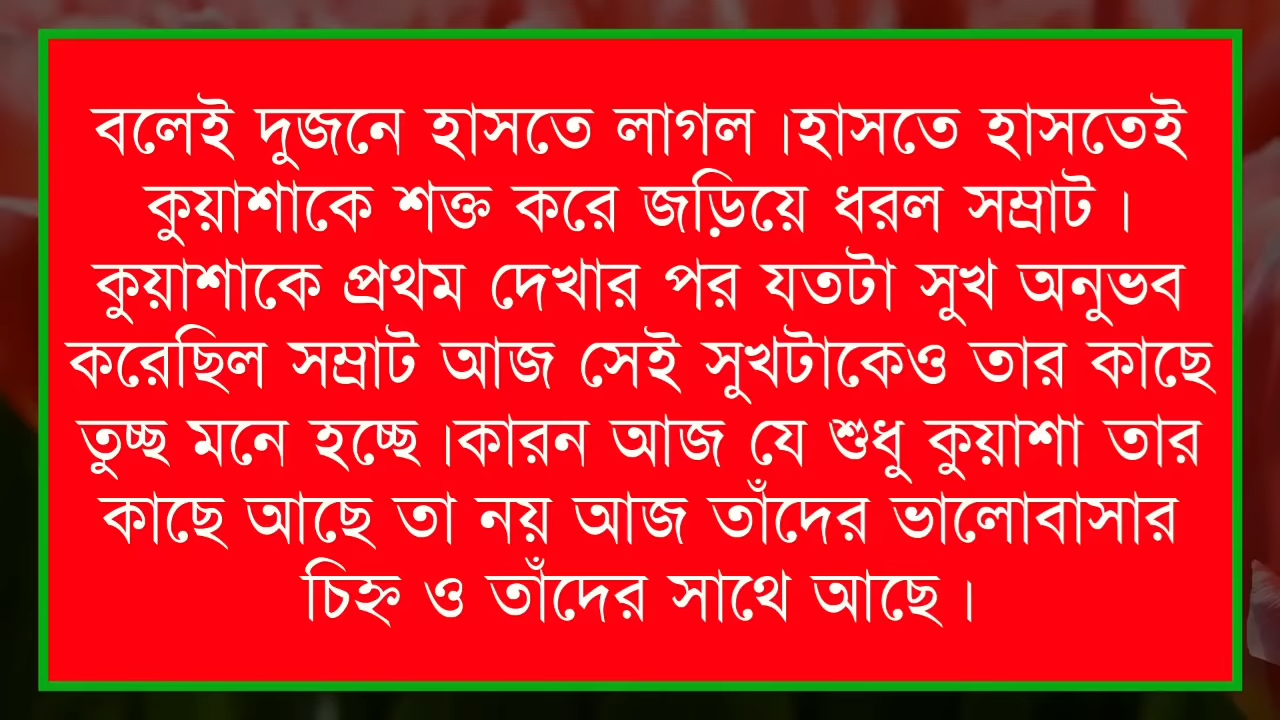 বলেই দুজনে হাসতে লাগল ।হাসতে হাসতেই
কুয়াশাকে শক্ত করে জড়িয়ে ধরল সম্রাট ।
কুয়াশাকে প্রথম দেখার পর যতটা সুখ অনুভব
করেছিল সম্রাট আজ সেই সুখটাকেও তার কাছে
তুচ্ছ মনে হচ্ছে ।কারন আজ যে শুধু কুয়াশা তার
কাছে আছে তা নয় আজ তাঁদের ভালোবাসার
চিহ্ন ও তাঁদের সাথে আছে ।